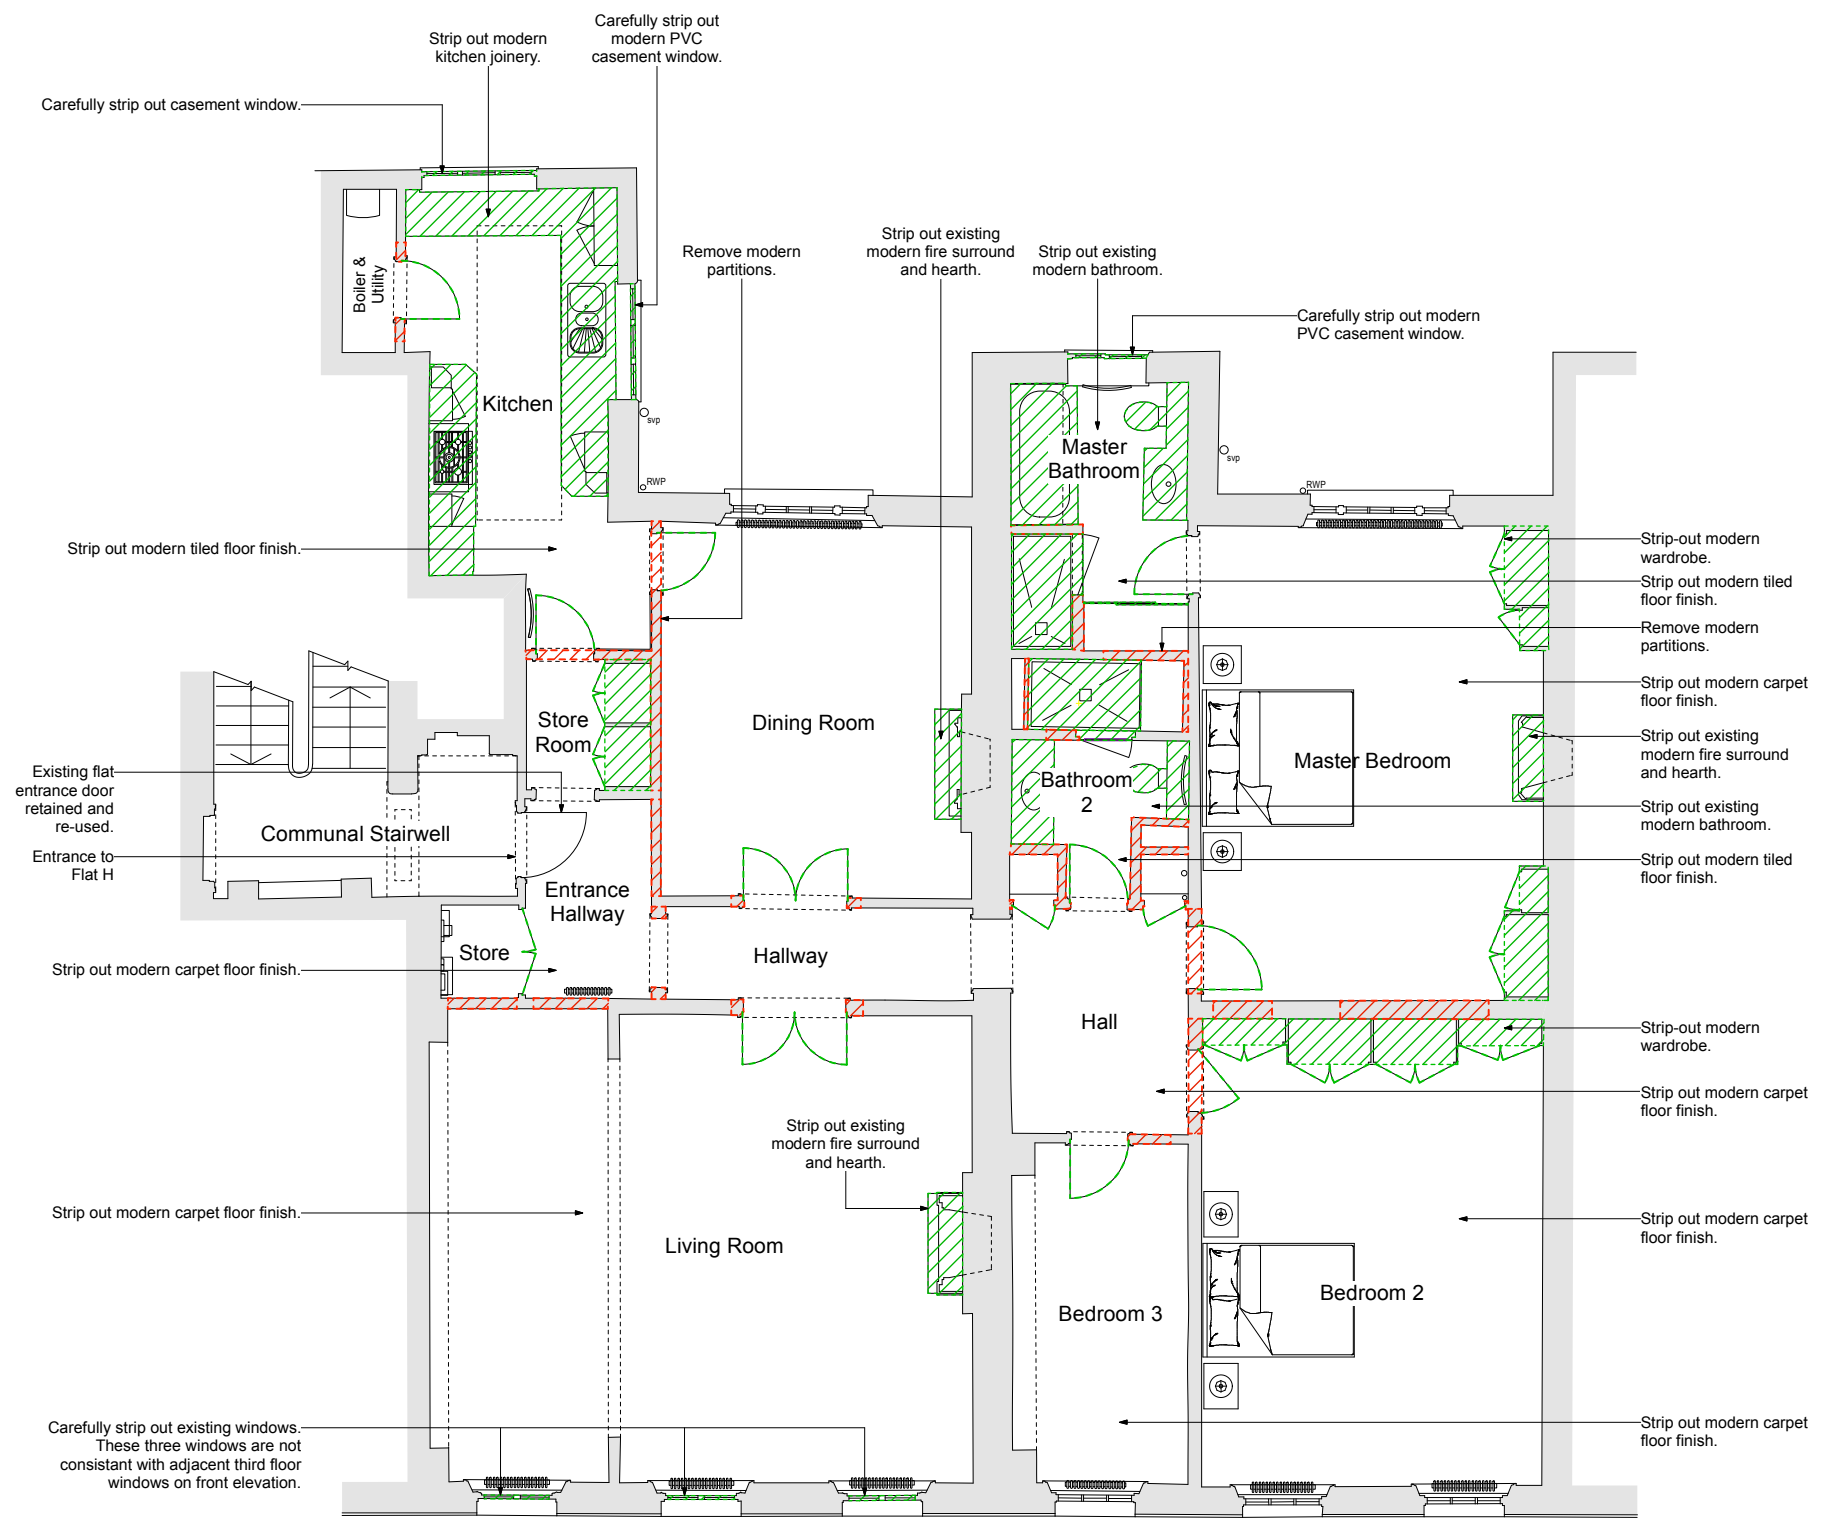 Carefully strip out
modern PVC
casement window.
Strip out modern
kitchen joinery.
Carefully strip out casement window.
Strip out existing
modern fire surround
and hearth.
Remove modern
partitions.
Strip out existing
modern bathroom.
Boiler &
Utility
Carefully strip out modern
PVC casement window.
Kitchen
svp
Master
Bathroom
svp
RWP
RWP
Strip out modern tiled floor finish.
Strip-out modern
wardrobe.
Strip out modern tiled
floor finish.
Remove modern
partitions.
Strip out modern carpet
floor finish.
Store
Room
Dining Room
Strip out existing
modern fire surround
and hearth.
Master Bedroom
Existing flat
entrance door
retained and
re-used.
Bathroom
2
Strip out existing
modern bathroom.
Communal Stairwell
Entrance to
Flat H
Strip out modern tiled
floor finish.
Entrance
Hallway
Store
Hallway
Strip out modern carpet floor finish.
Hall
Strip-out modern
wardrobe.
Strip out modern carpet
floor finish.
Strip out existing
modern fire surround
and hearth.
Strip out modern carpet floor finish.
Strip out modern carpet
floor finish.
Living Room
Bedroom 2
Bedroom 3
Carefully strip out existing windows.
These three windows are not
consistant with adjacent third floor
windows on front elevation.
Strip out modern carpet
floor finish.